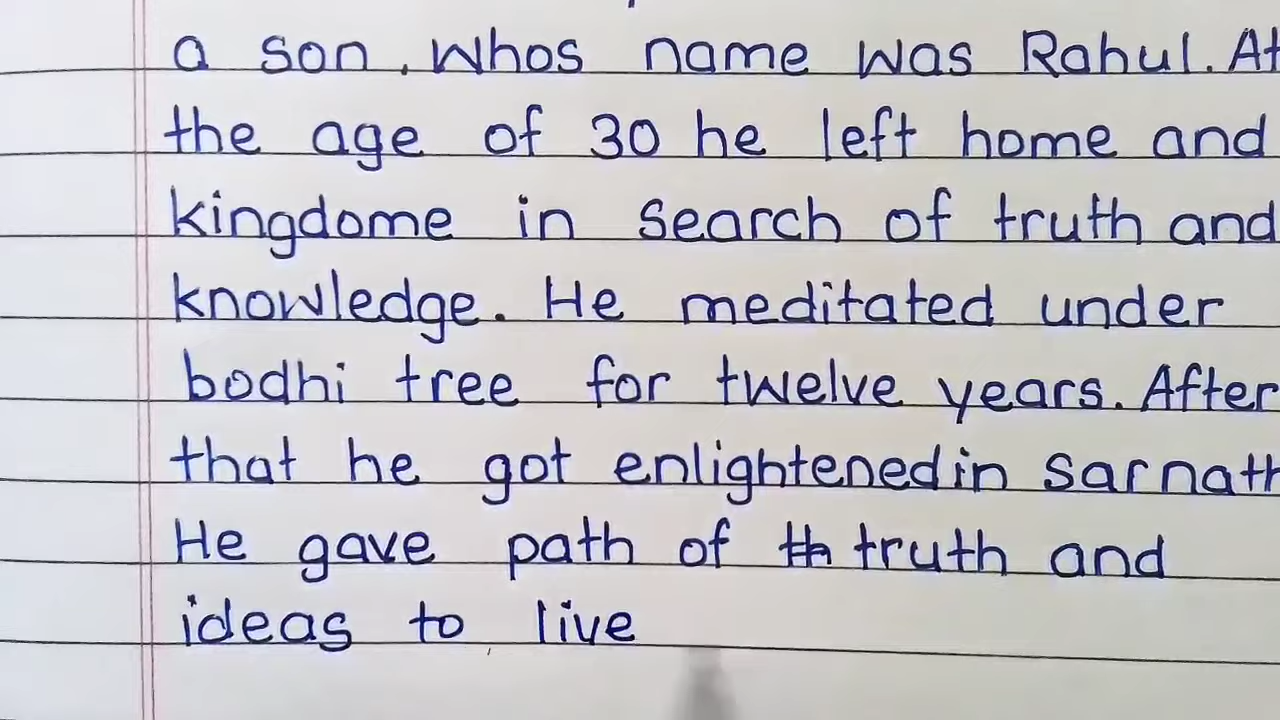 a son. Whos name was Rahul. At
the age of 30 he left home and
kingdome in search of truth and
knowledge. He meditated under
bodhi tree for twelve years. After
that he got enlightened in Sarnath
He gave path of th truth and
ideas to live